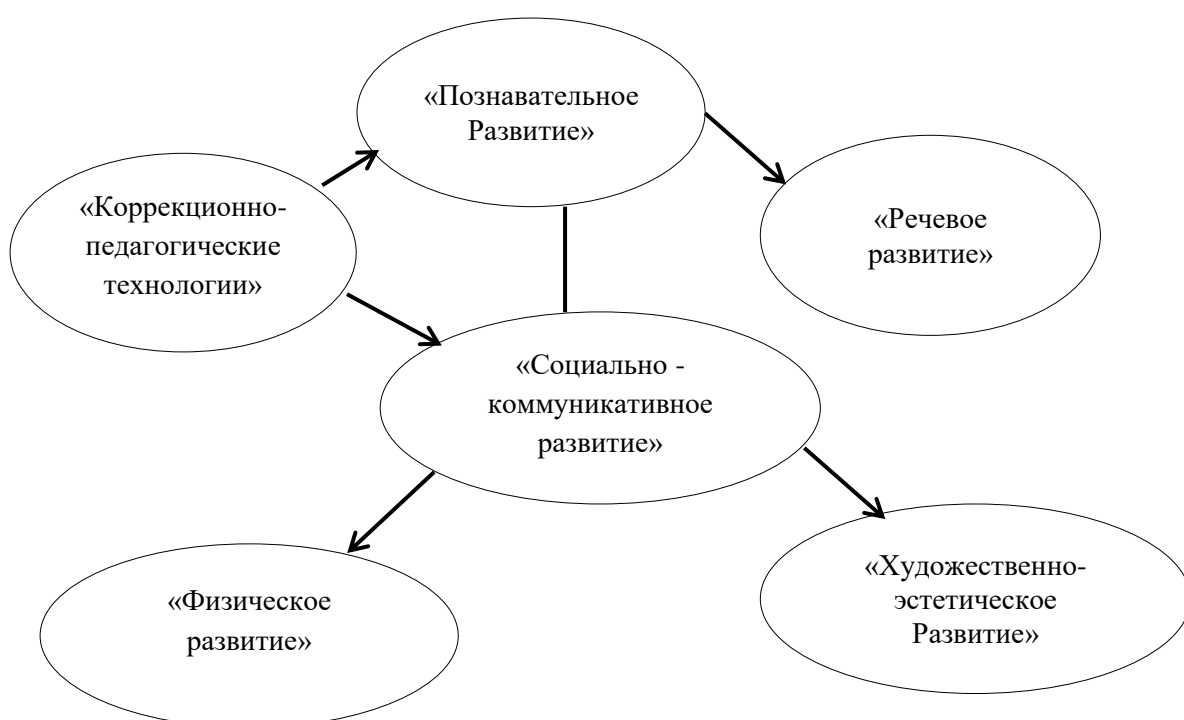 «Познавательное
Развитие»
«Коррекционно-
педагогические
технологии»
«Речевое
развитие»
«Социально -
коммуникативное
развитие»
«Физическое
развитие»
«Художественно-
эстетическое
Развитие»